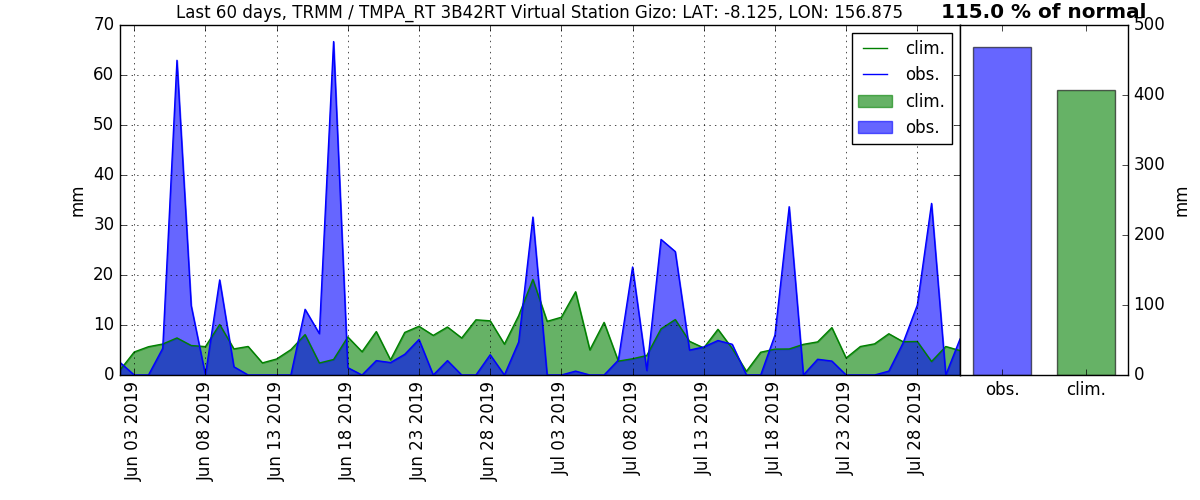 Last 60 days, TRMM / TMPA_RT 3B42RT Virtual Station Gizo: LAT: -8.125, LON: 156.875
115.0 % of normal
70
60
50
40
30
20
10
0
mm
clim.
obs.
clim.
obs.
Jun 03 2019
Jun 08 2019
Jun 13 2019
Jun 18 2019
Jun 23 2019
Jun 28 2019
Jul 03 2019
Jul 08 2019
Jul 13 2019
Jul 18 2019
Jul 23 2019
Jul 28 2019
500
400
300
200
100
0
mm
obs.
clim.